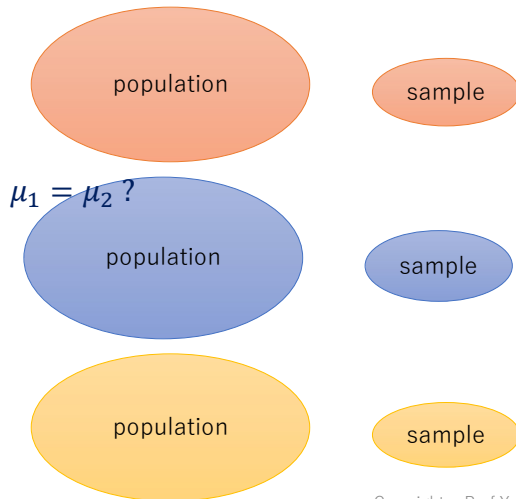 population
sample
μ₁ = μ₂ ?
population
sample
population
sample